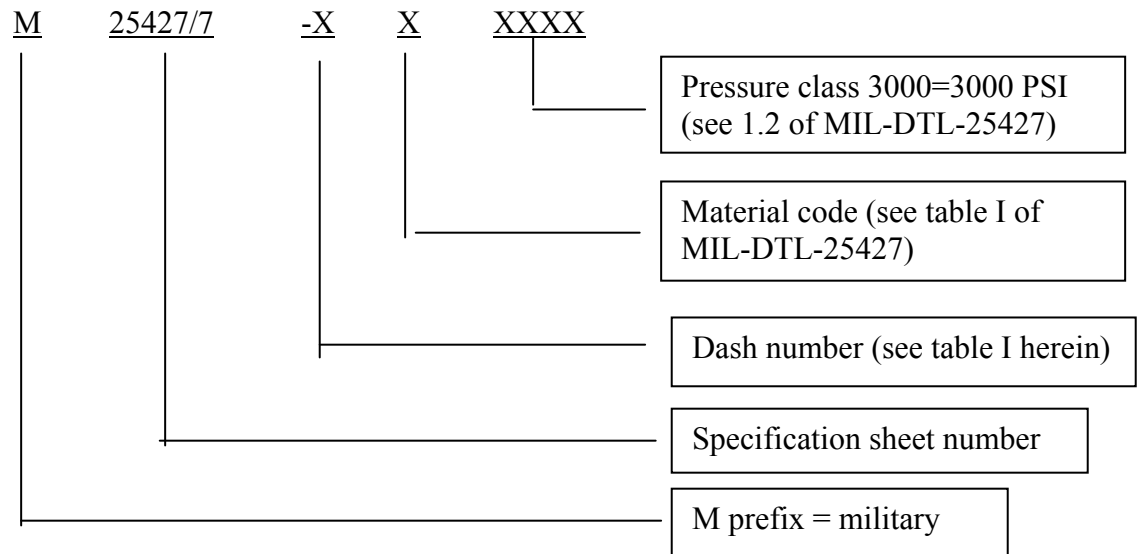 M 25427/7 -X X XXXX
Pressure class 3000=3000 PSI
(see 1.2 of MIL-DTL-25427)
Material code (see table I of
MIL-DTL-25427)
Dash number (see table I herein)
Specification sheet number
M prefix = military